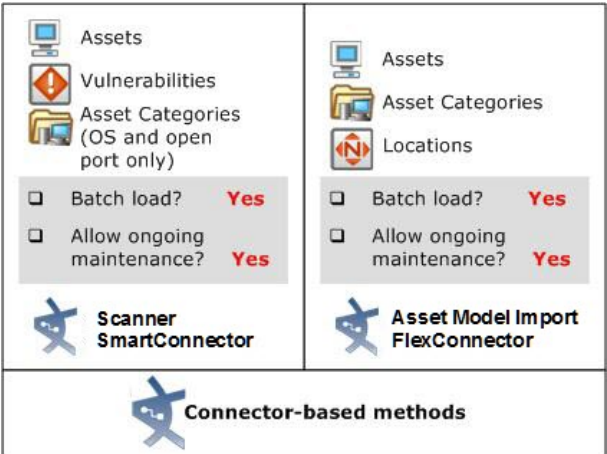 Assets
Vulnerabilities
Asset Categories
(OS and open
port only)
Batch load? Yes
Allow ongoing
maintenance? Yes
Scanner
SmartConnector
Assets
Asset Categories
N
Locations
Batch load? Yes
Allow ongoing
maintenance? Yes
Asset Model Import
FlexConnector
Connector-based methods